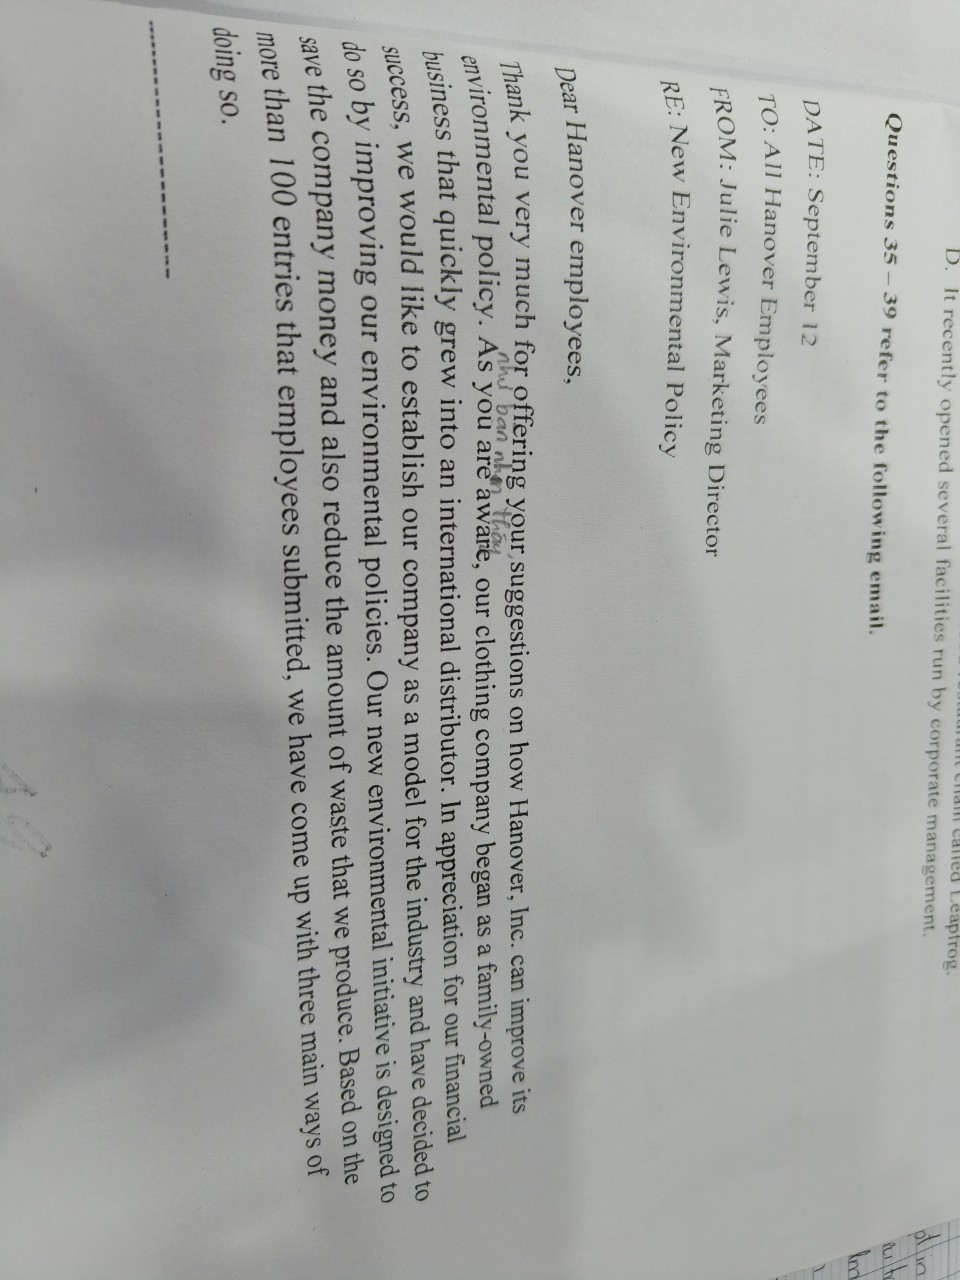 called Leapfrog.
D. It recently opened several facilities run by corporate management.
Questions 35 – 39 refer to the following email.
DATE: September 12
TO: All Hanover Employees
FROM: Julie Lewis, Marketing Director
RE: New Environmental Policy
Dear Hanover employees,
Thank you very much for offering your suggestions on how Hanover, Inc. can improve its
như bạn nhận thấy
environmental policy. As you are aware, our clothing company began as a family-owned
business that quickly grew into an international distributor. In appreciation for our financial
success, we would like to establish our company as a model for the industry and have decided to
do so by improving our environmental policies. Our new environmental initiative is designed to
save the company money and also reduce the amount of waste that we produce. Based on the
more than 100 entries that employees submitted, we have come up with three main ways of
doing so.